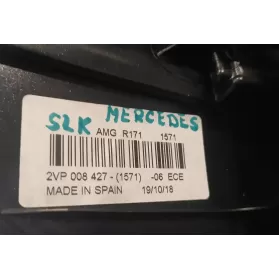 SLK MERCEDES
AMG R171 1571
2VP 008 427-(1571) -06 ECE
MADE IN SPAIN 19/10/18